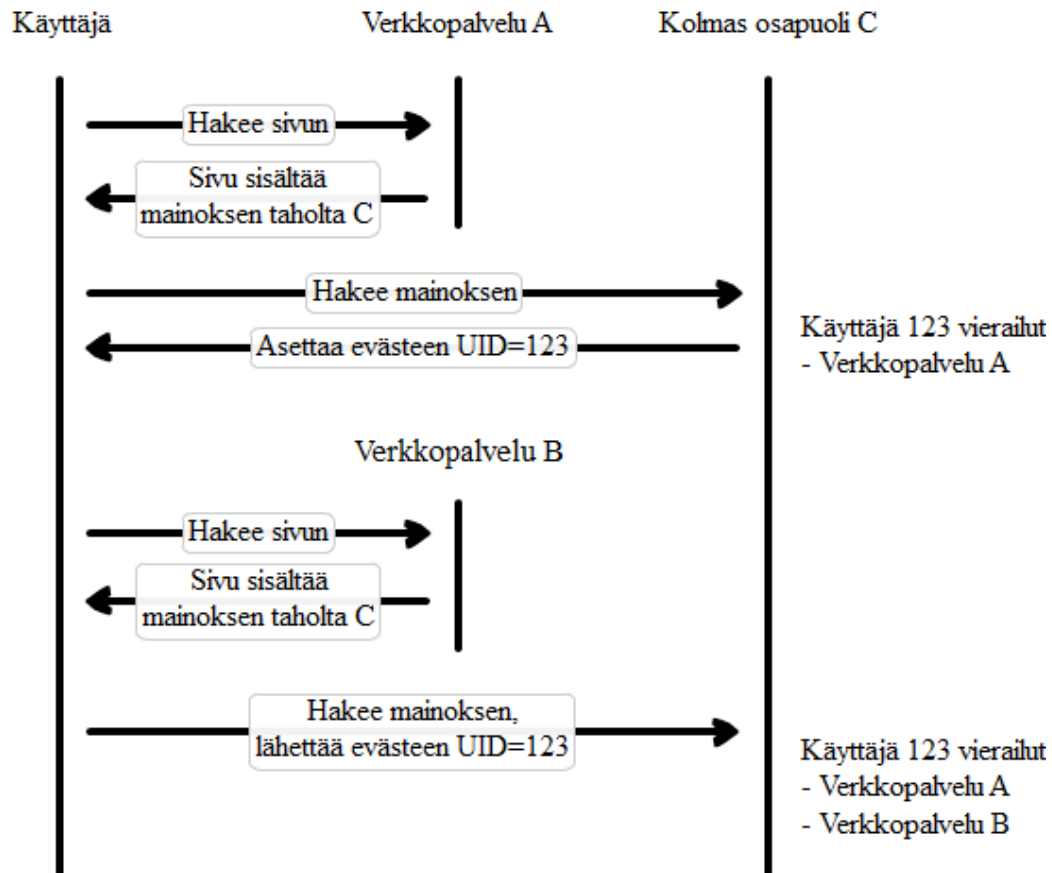 Käyttäjä
Verkkopalvelu A
Kolmas osapuoli C
Hakee sivun
Sivu sisältää
mainoksen taholta C
Hakee mainoksen
Asettaa evästeen UID=123
Käyttäjä 123 vierailut
- Verkkopalvelu A
Verkkopalvelu B
Hakee sivun
Sivu sisältää
mainoksen taholta C
Hakee mainoksen,
lähettää evästeen UID=123
Käyttäjä 123 vierailut
- Verkkopalvelu A
- Verkkopalvelu B